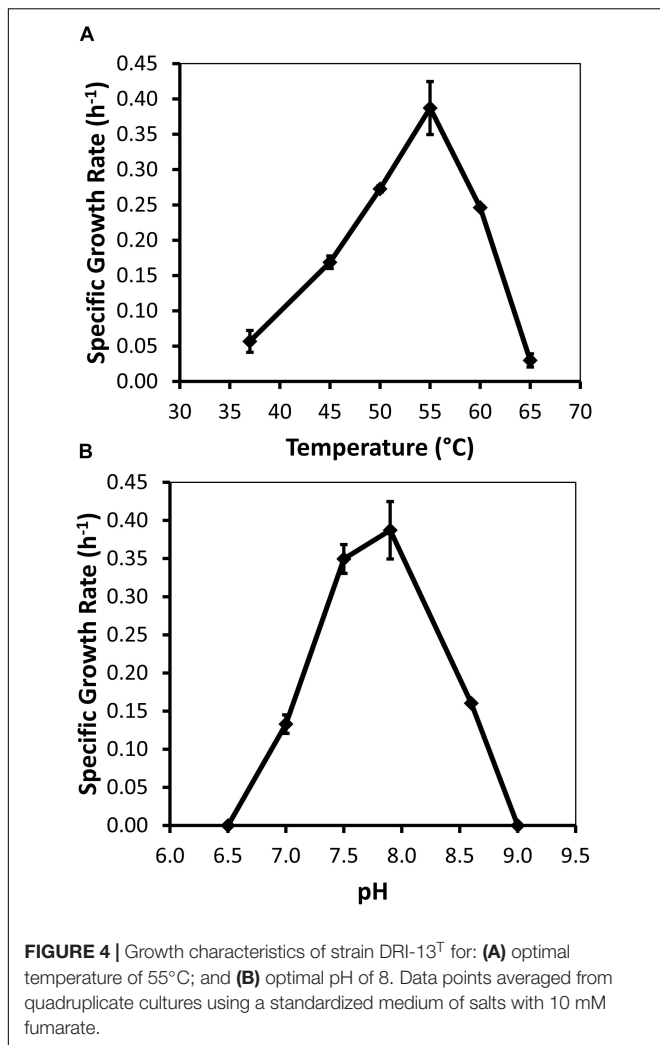 A
Specific Growth Rate (h⁻¹)
0.45
0.40
0.35
0.30
0.25
0.20
0.15
0.10
0.05
0.00
30 35 40 45 50 55 60 65 70
Temperature (°C)
B
Specific Growth Rate (h⁻¹)
0.45
0.40
0.35
0.30
0.25
0.20
0.15
0.10
0.05
0.00
6.0 6.5 7.0 7.5 8.0 8.5 9.0 9.5
pH
FIGURE 4 | Growth characteristics of strain DRI-13ᵀ for: (A) optimal
temperature of 55°C; and (B) optimal pH of 8. Data points averaged from
quadruplicate cultures using a standardized medium of salts with 10 mM
fumarate.